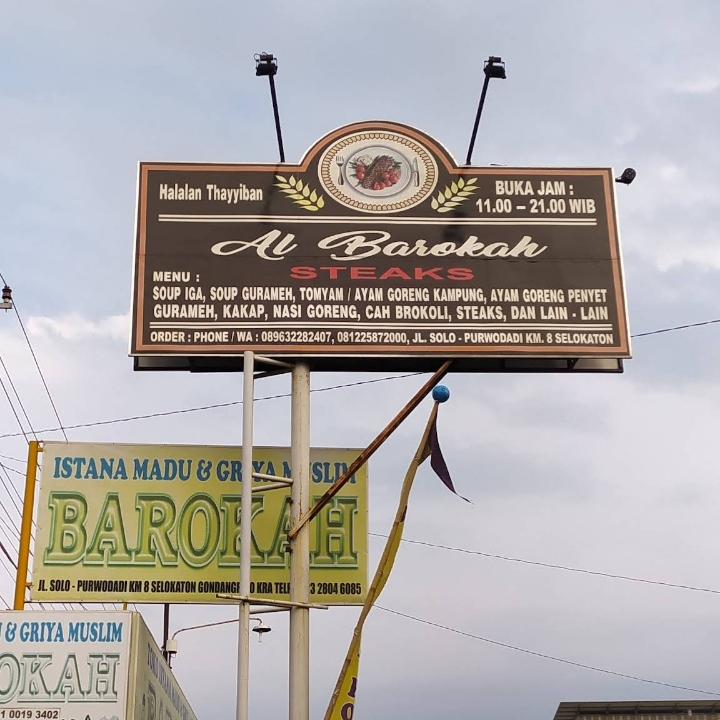 Halalan Thayyiban
BUKA JAM :
11.00 – 21.00 WIB
Al Barokah
STEAKS
MENU :
SOUP IGA, SOUP GURAMEH, TOMYAM / AYAM GORENG KAMPUNG, AYAM GORENG PENYET
GURAMEH, KAKAP, NASI GORENG, CAH BROKOLI, STEAKS, DAN LAIN - LAIN
ORDER : PHONE / WA : 089632282407, 081225872000, JL. SOLO - PURWODADI KM. 8 SELOKATON
ISTANA MADU & GRIYA MUSLIM
BAROKAH
JL. SOLO - PURWODADI KM 8 SELOKATON KRA 2804 6085
& GRIYA MUSLIM
OKAH
1 0019 3402